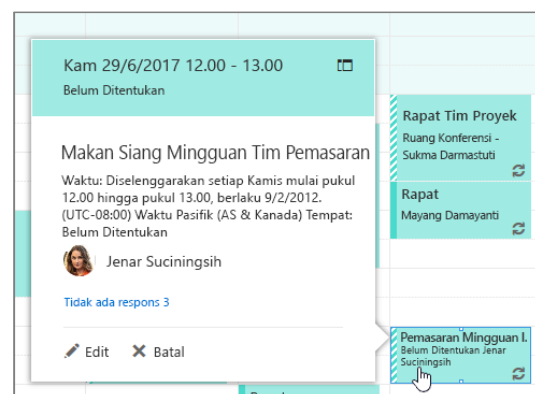 Kam 29/6/2017 12.00 - 13.00
Belum Ditentukan
Makan Siang Mingguan Tim Pemasaran
Waktu: Diselenggarakan setiap Kamis mulai pukul
12.00 hingga pukul 13.00, berlaku 9/2/2012.
(UTC-08:00) Waktu Pasifik (AS & Kanada) Tempat:
Belum Ditentukan
Jenar Suciningsih
Tidak ada respons 3
Edit
Batal
Rapat Tim Proyek
Ruang Konferensi -
Sukma Darmastuti
Rapat
Mayang Damayanti
Pemasaran Mingguan I.
Belum Ditentukan Jenar
Suciningsih